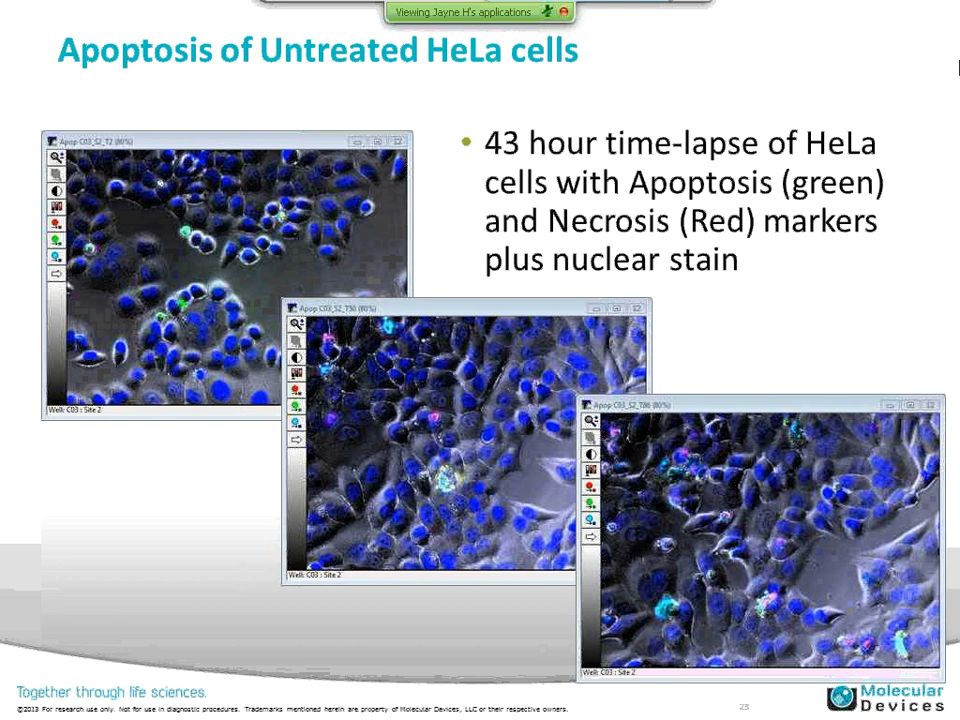 Viewing Jayne H's applications
Apoptosis of Untreated HeLa cells
Apop C03_S2_T2 (80%)
• 43 hour time-lapse of HeLa
cells with Apoptosis (green)
and Necrosis (Red) markers
plus nuclear stain
Well: C03 : Site 2
Apop C03_S2_T50 (80%)
Well: C03 : Site 2
Apop C03_S2_T86 (80%)
Well: C03 : Site 2
Together through life sciences.
©2013 For research use only. Not for use in diagnostic procedures. Trademarks mentioned herein are property of Molecular Devices, LLC or their respective owners.
23
Molecular
Devices